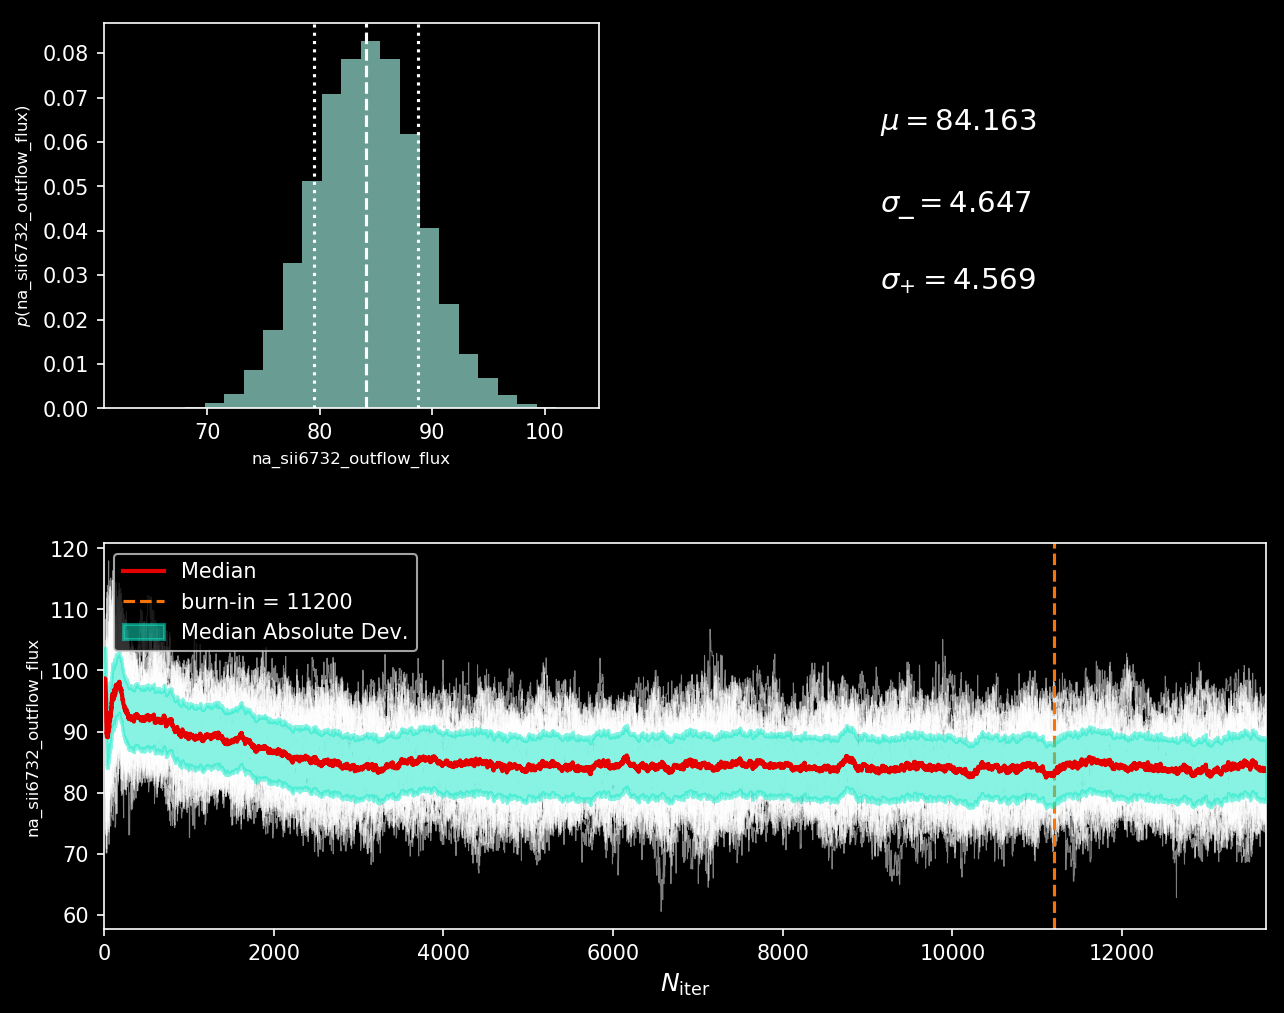 0.08
0.07
0.06
0.05
0.04
0.03
0.02
0.01
0.00
p(na_sii6732_outflow_flux)
70 80 90 100
na_sii6732_outflow_flux
μ = 84.163
σ_ = 4.647
σ+ = 4.569
120
110
100
90
80
70
60
na_sii6732_outflow_flux
Median
burn-in = 11200
Median Absolute Dev.
0 2000 4000 6000 8000 10000 12000
Niter